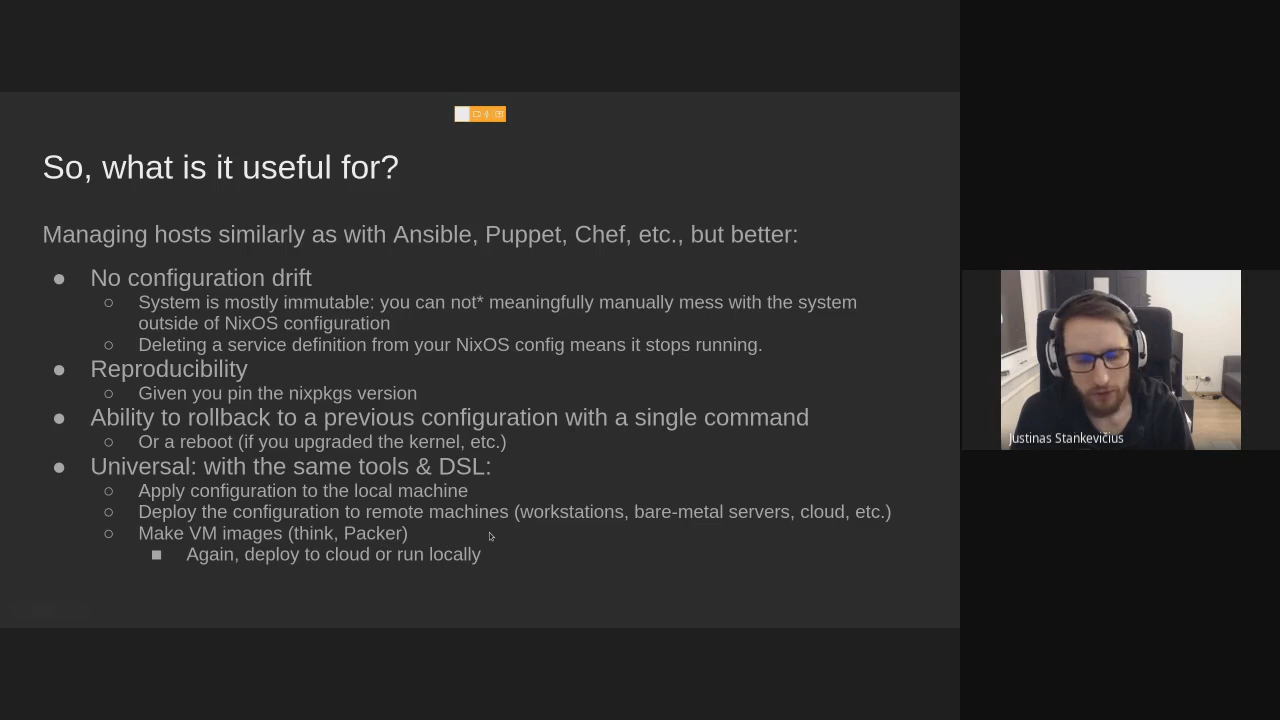 So, what is it useful for?
Managing hosts similarly as with Ansible, Puppet, Chef, etc., but better:
● No configuration drift
○ System is mostly immutable: you can not* meaningfully manually mess with the system
outside of NixOS configuration
○ Deleting a service definition from your NixOS config means it stops running.
● Reproducibility
○ Given you pin the nixpkgs version
● Ability to rollback to a previous configuration with a single command
○ Or a reboot (if you upgraded the kernel, etc.)
● Universal: with the same tools & DSL:
○ Apply configuration to the local machine
○ Deploy the configuration to remote machines (workstations, bare-metal servers, cloud, etc.)
○ Make VM images (think, Packer)
■ Again, deploy to cloud or run locally
Justinas Stankevičius